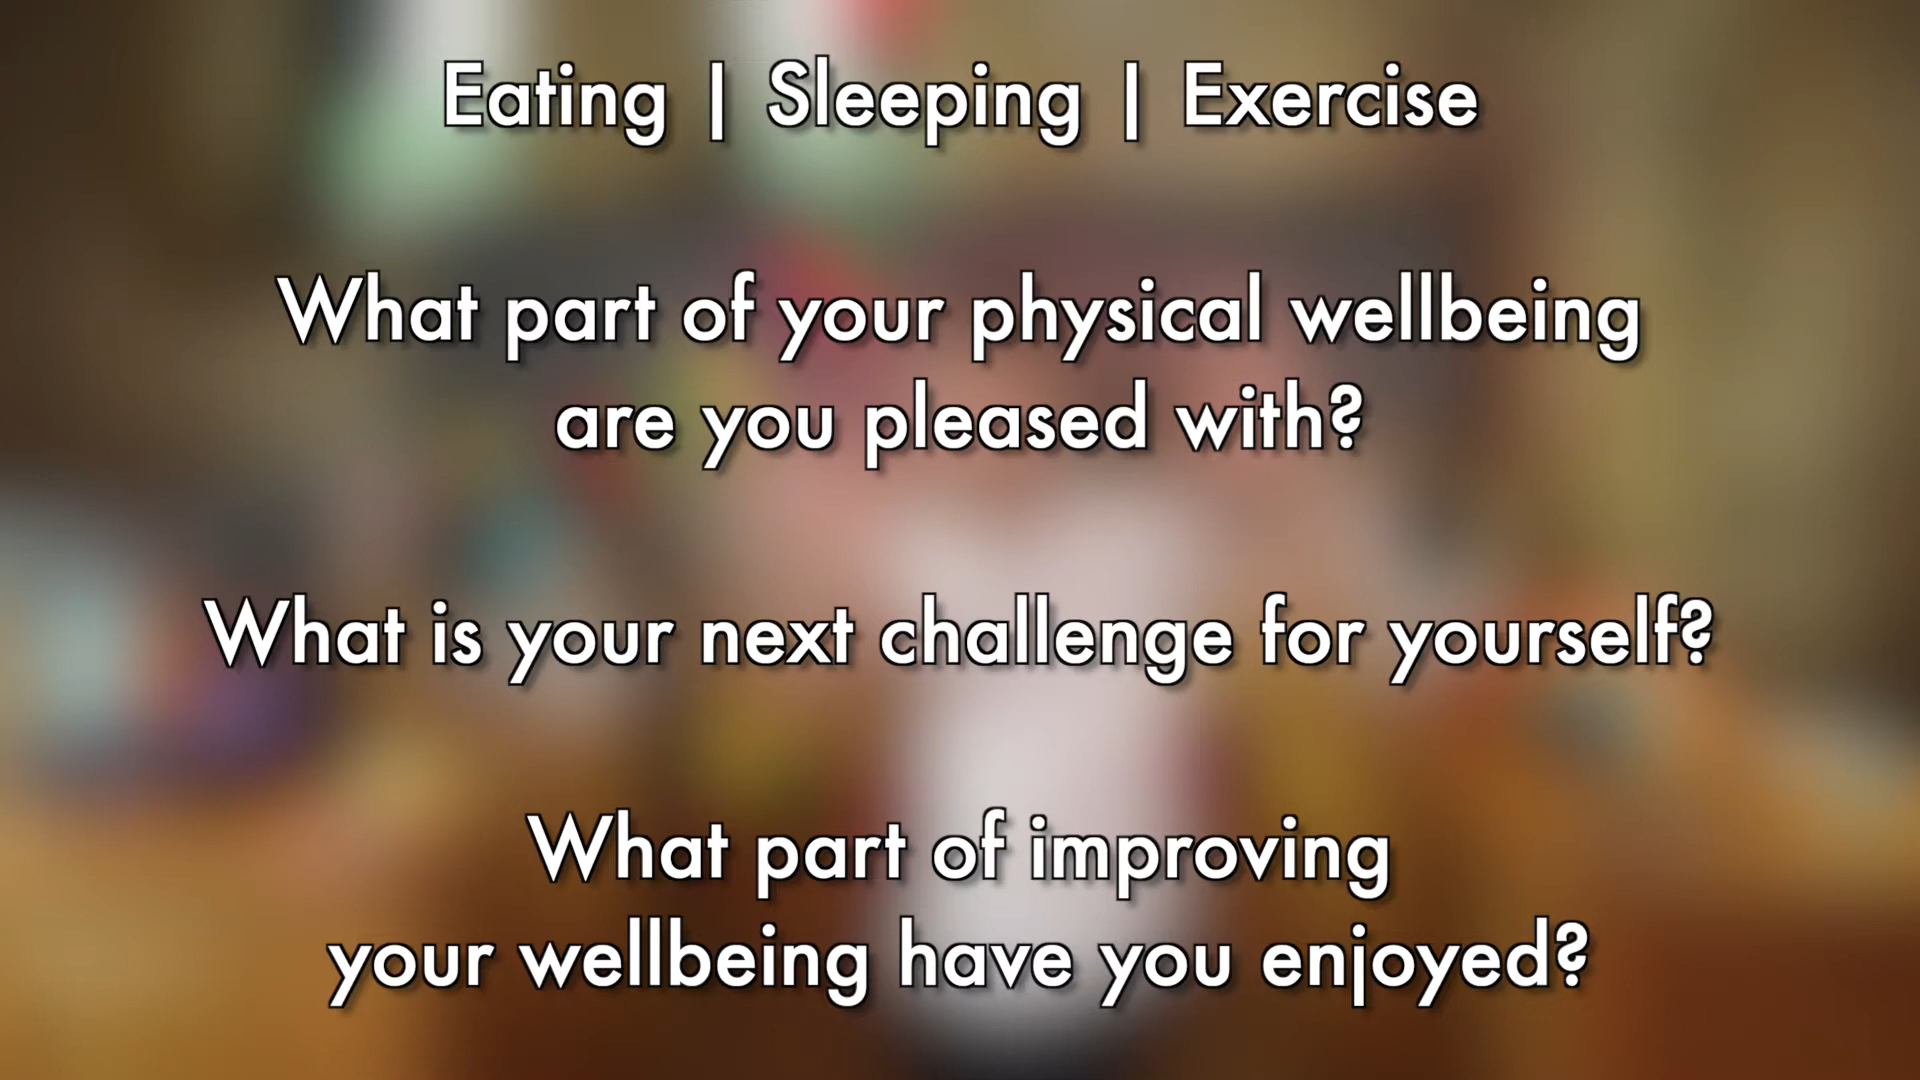 Eating | Sleeping | Exercise
What part of your physical wellbeing
are you pleased with?
What is your next challenge for yourself?
What part of improving
your wellbeing have you enjoyed?